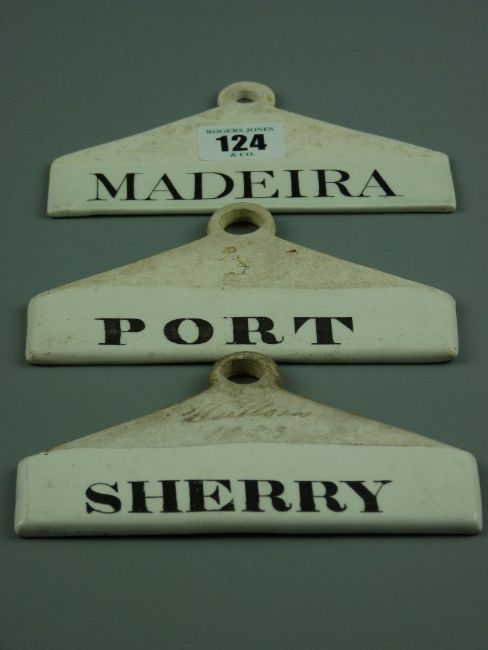 ROGERS JONES
124
& CO.
MADEIRA
PORT
SHERRY